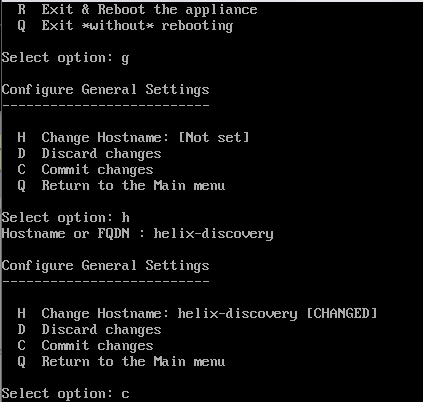 R  Exit & Reboot the appliance
Q  Exit *without* rebooting
Select option: g
Configure General Settings
--------------------------
H  Change Hostname: [Not set]
D  Discard changes
C  Commit changes
Q  Return to the Main menu
Select option: h
Hostname or FQDN : helix-discovery
Configure General Settings
--------------------------
H  Change Hostname: helix-discovery [CHANGED]
D  Discard changes
C  Commit changes
Q  Return to the Main menu
Select option: c